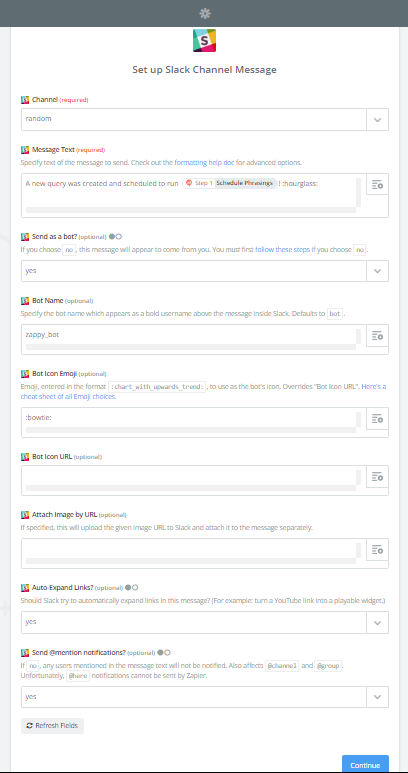 Set up Slack Channel Message
Channel (required)
random
Message Text (required)
Specify text of the message to send. Check out the formatting help doc for advanced options.
A new query was created and scheduled to run Step 1 Schedule Phrasings ! :hourglass:
Send as a bot? (optional)
If you choose no, this message will appear to come from you. You must first follow these steps if you choose no.
yes
Bot Name (optional)
Specify the bot name which appears as a bold username above the message inside Slack. Defaults to bot.
zappy_bot
Bot Icon Emoji (optional)
Emoji, entered in the format :chart_with_upwards_trend:, to use as the bot's icon. Overrides "Bot Icon URL". Here's a
cheat sheet of all Emoji choices.
:bowtie:
Bot Icon URL (optional)
Attach Image by URL (optional)
If specified, this will upload the given image URL to Slack and attach it to the message separately.
Auto-Expand Links? (optional)
Should Slack try to automatically expand links in this message? (For example: turn a YouTube link into a playable widget.)
yes
Send @mention notifications? (optional)
If no, any users mentioned in the message text will not be notified. Also affects @channel and @group.
Unfortunately, @here notifications cannot be sent by Zapier.
yes
Refresh Fields
Continue